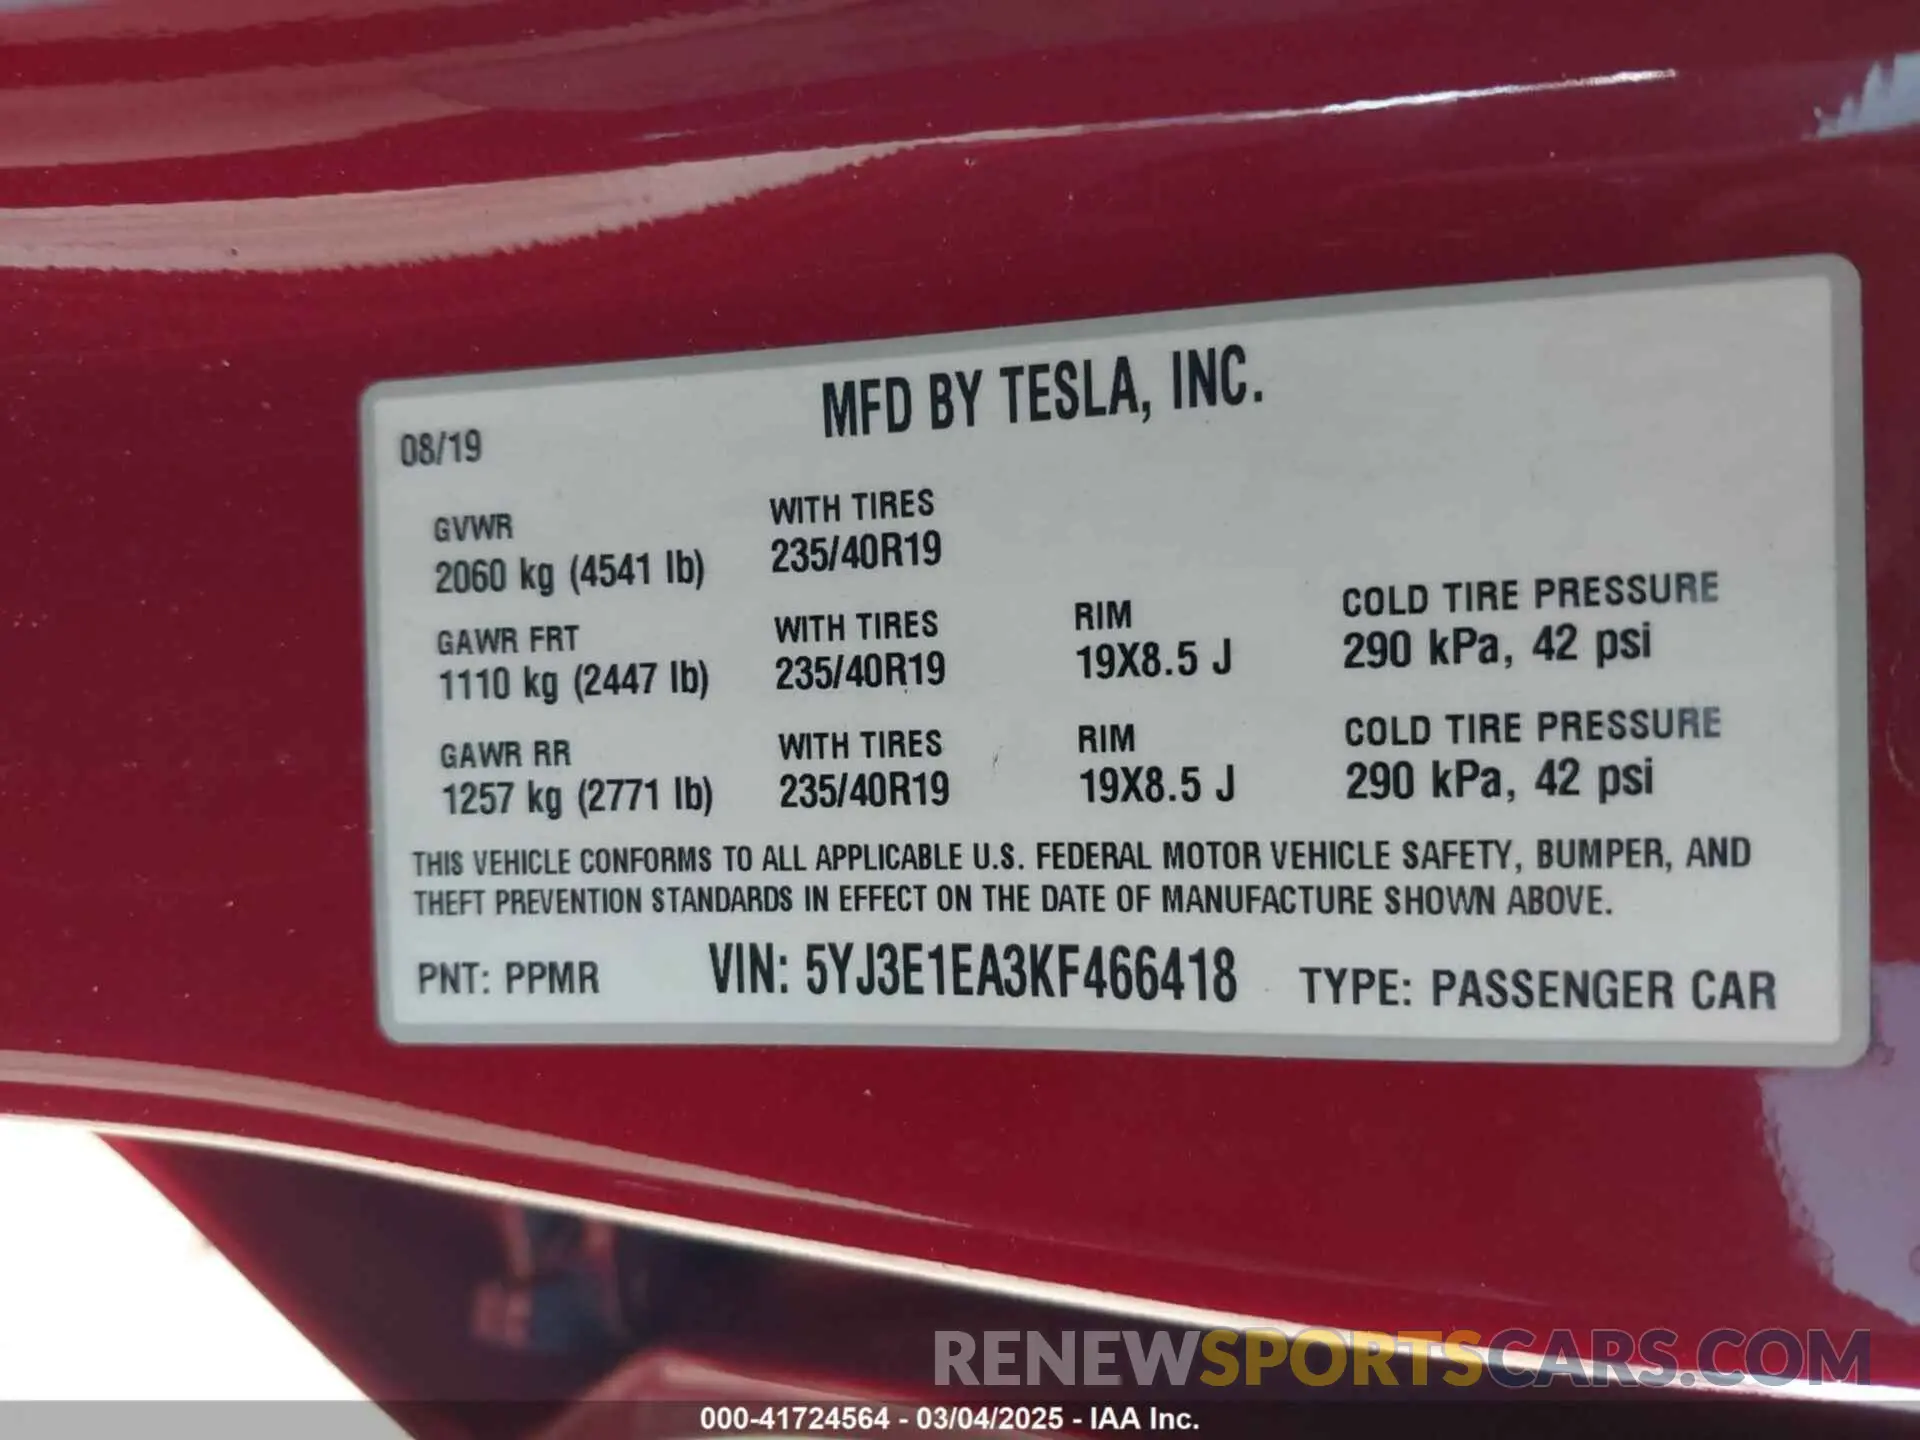 MFD BY TESLA, INC.
08/19
GVWR
2060 kg (4541 lb)
WITH TIRES
235/40R19
GAWR FRT
1110 kg (2447 lb)
WITH TIRES
235/40R19
RIM
19X8.5 J
COLD TIRE PRESSURE
290 kPa, 42 psi
GAWR RR
1257 kg (2771 lb)
WITH TIRES
235/40R19
RIM
19X8.5 J
COLD TIRE PRESSURE
290 kPa, 42 psi
THIS VEHICLE CONFORMS TO ALL APPLICABLE U.S. FEDERAL MOTOR VEHICLE SAFETY, BUMPER, AND
THEFT PREVENTION STANDARDS IN EFFECT ON THE DATE OF MANUFACTURE SHOWN ABOVE.
PNT: PPMR VIN: 5YJ3E1EA3KF466418 TYPE: PASSENGER CAR
RENEWSPORTSCARS.COM
000-41724564 - 03/04/2025 - IAA Inc.